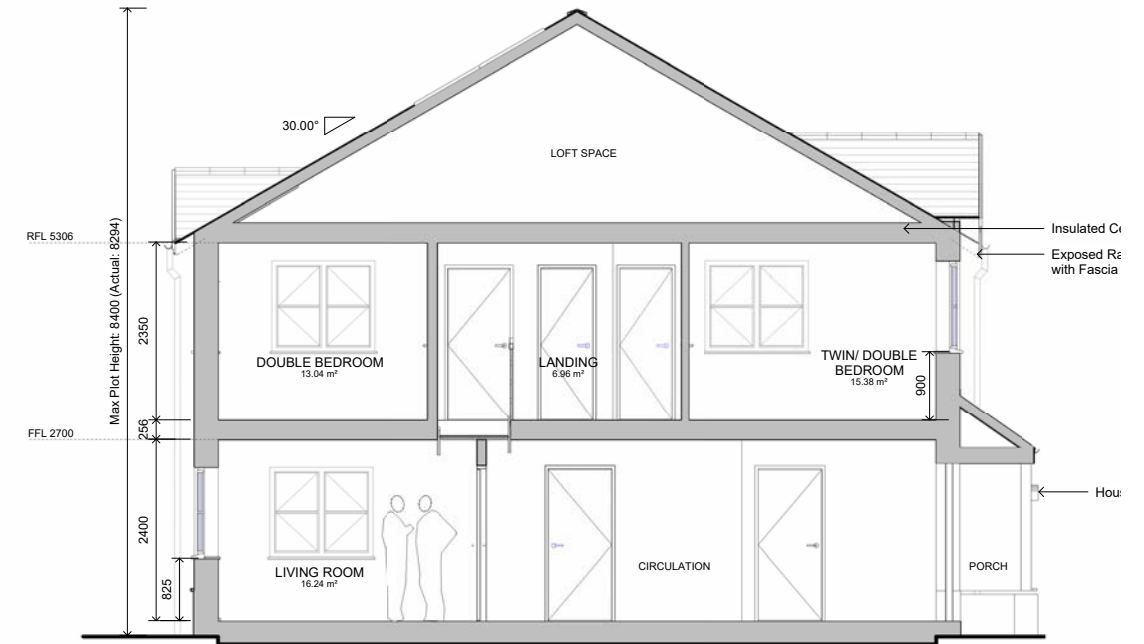 30.00°
LOFT SPACE
RFL 5306
Insulated Ce
Exposed Ra
with Fascia
Max Plot Height: 8400 (Actual: 8294)
2350
DOUBLE BEDROOM
13.04 m²
LANDING
6.96 m²
TWIN/ DOUBLE
BEDROOM
15.38 m²
900
256
FFL 2700
2400
Hous
LIVING ROOM
16.24 m²
CIRCULATION
PORCH
825